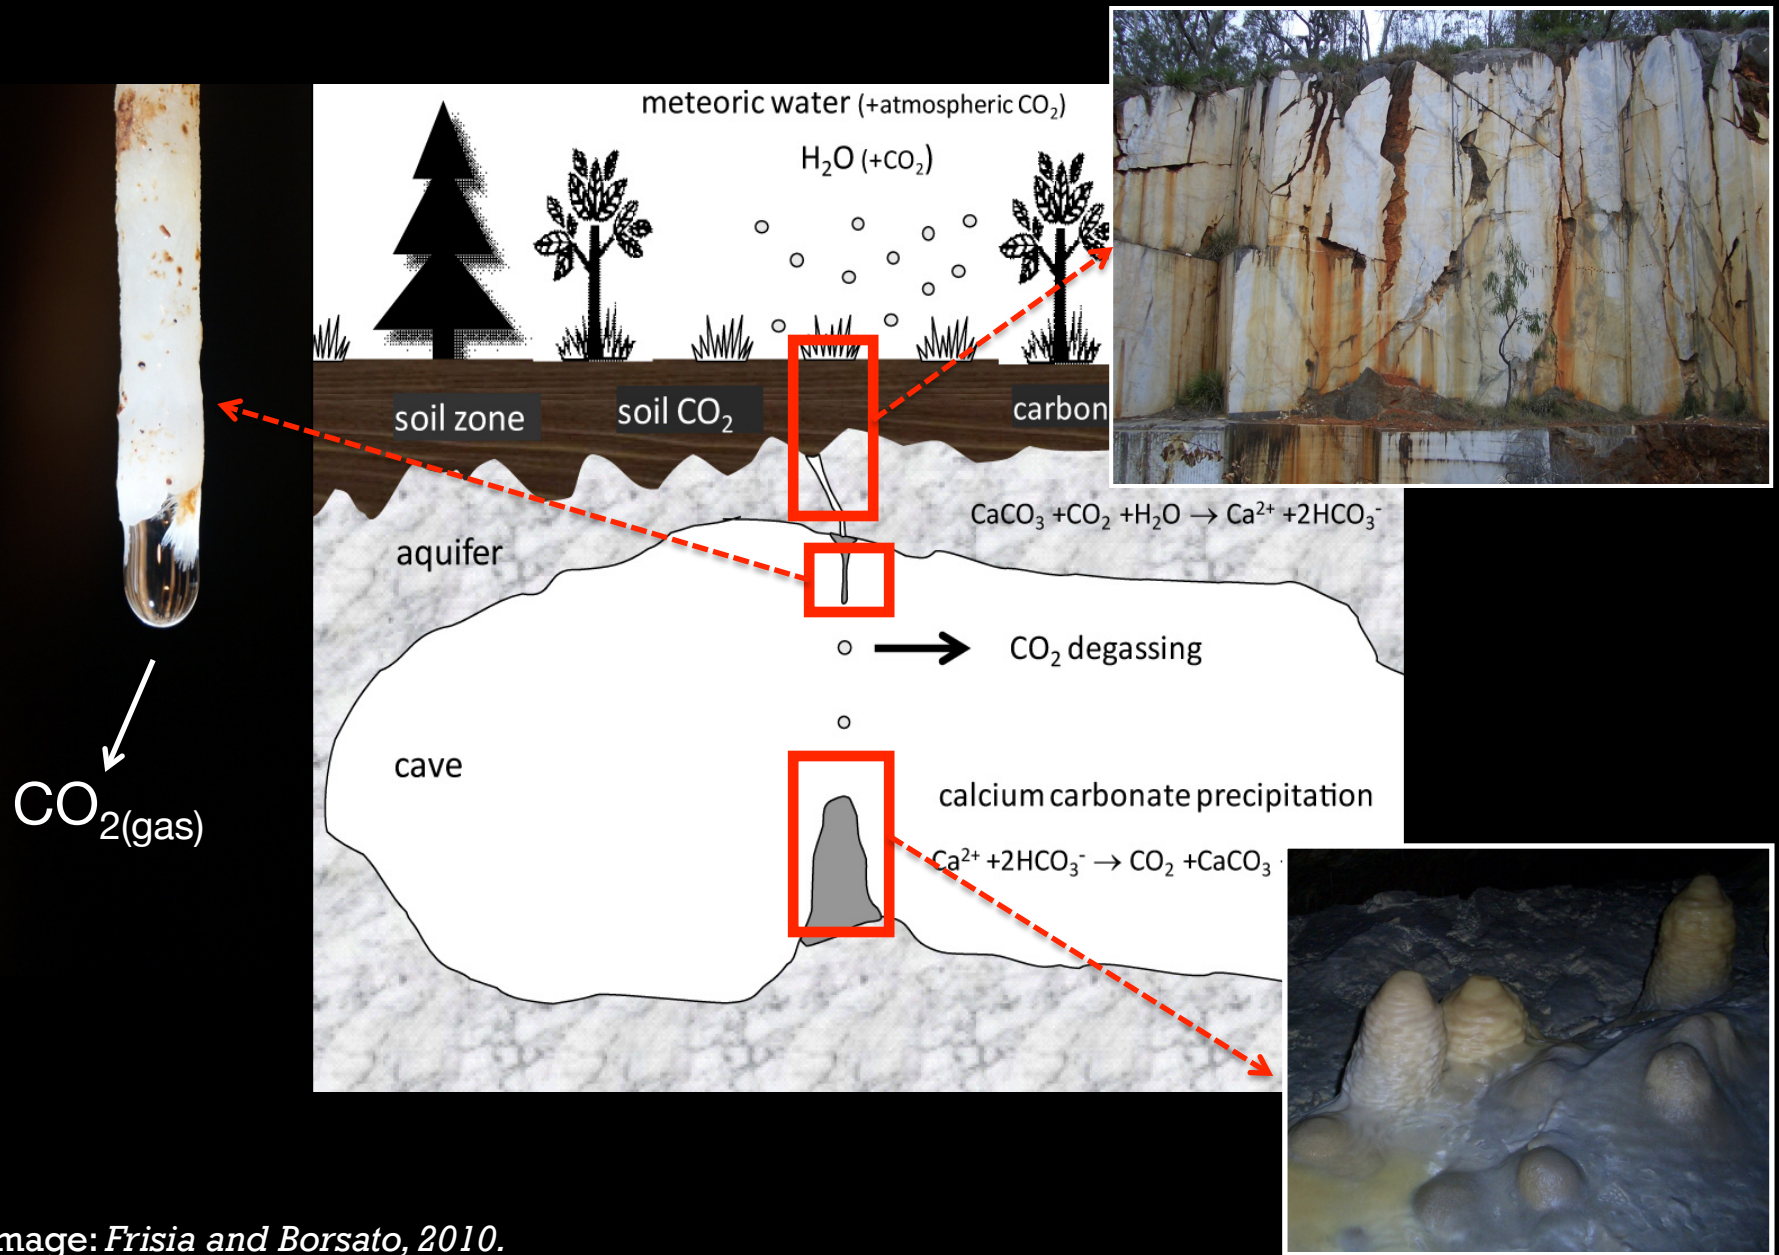 meteoric water (+atmospheric CO₂)
H₂O (+CO₂)
soil zone
soil CO₂
carbon
CaCO₃ +CO₂ +H₂O → Ca²⁺ +2HCO₃⁻
aquifer
CO₂ degassing
cave
CO₂(gas)
calcium carbonate precipitation
Ca²⁺ +2HCO₃⁻ → CO₂ +CaCO₃
mage: Frisia and Borsato, 2010.